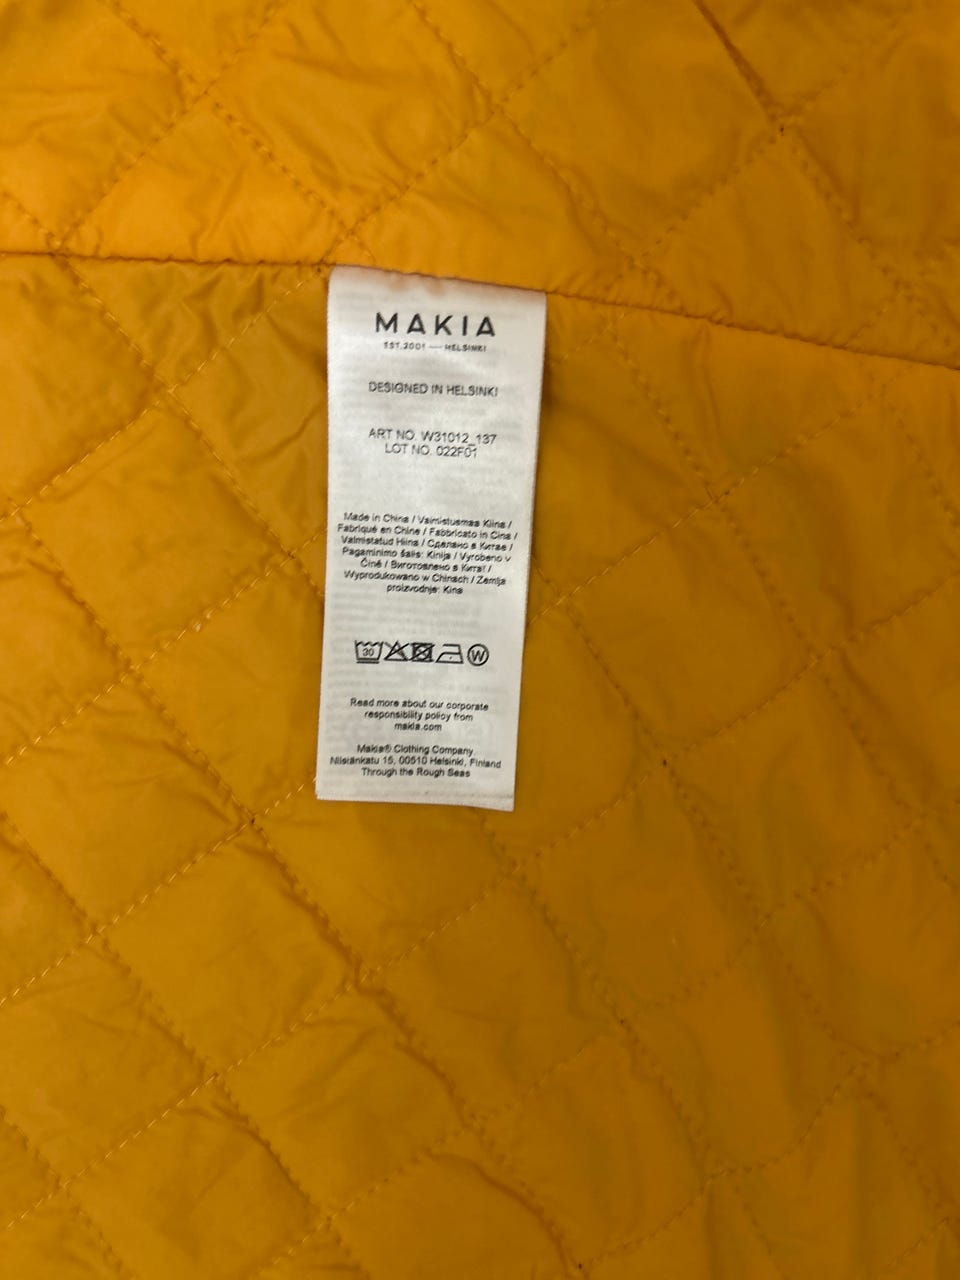 MAKIA
EST.2001 — HELSINKI
DESIGNED IN HELSINKI
ART NO. W31012_137
LOT NO. 022F01
Made in China / Valmistusmaa Kiina /
Fabriqué en Chine / Fabbricato in Cina /
Valmistatud Hiina / Сделано в Китае /
Pagaminimo šalis: Kinija / Vyrobeno v
Číně / Виготовлено в Китаї /
Wyprodukowano w Chinach / Zemlja
proizvodnje: Kina
30 W
Read more about our corporate
responsibility policy from
makia.com
Makia® Clothing Company
Niisiänkatu 15, 00510 Helsinki, Finland
Through the Rough Seas